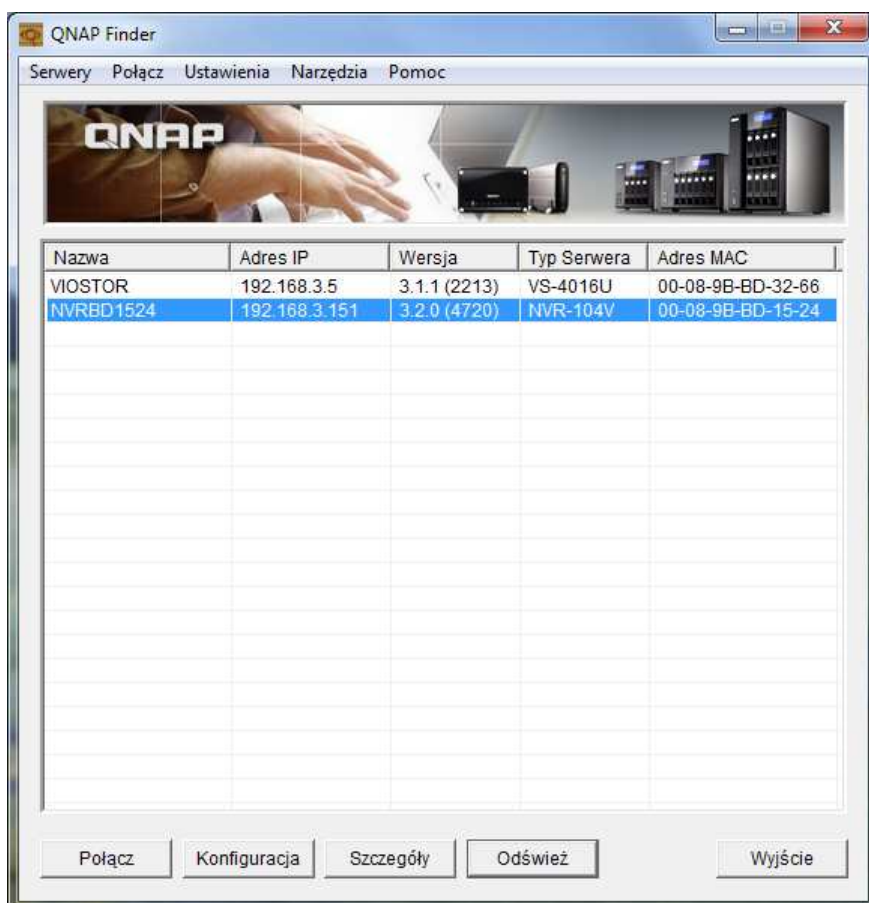 QNAP Finder
Serwery Połącz Ustawienia Narzędzia Pomoc
QNAP
Nazwa Adres IP Wersja Typ Serwera Adres MAC
VIOSTOR 192.168.3.5 3.1.1 (2213) VS-4016U 00-08-9B-BD-32-66
NVRBD1524 192.168.3.151 3.2.0 (4720) NVR-104V 00-08-9B-BD-15-24
Połącz Konfiguracja Szczegóły Odśwież Wyjście